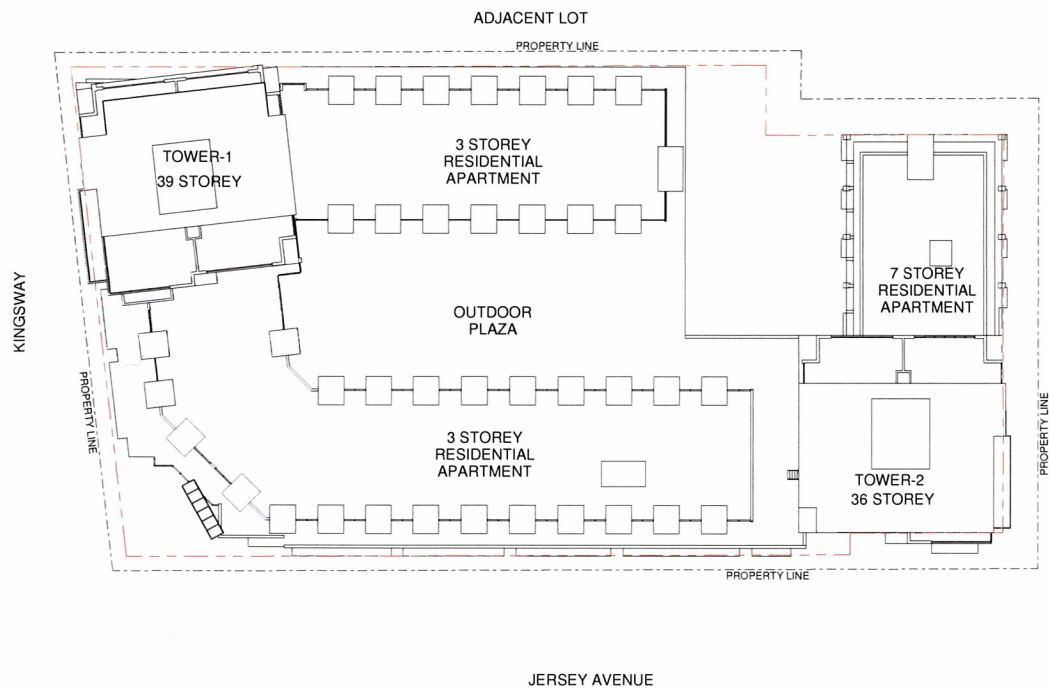 ADJACENT LOT
PROPERTY LINE
TOWER-1
39 STOREY
3 STOREY
RESIDENTIAL
APARTMENT
7 STOREY
RESIDENTIAL
APARTMENT
KINGSWAY
OUTDOOR
PLAZA
PROPERTY LINE
PROPERTY LINE
3 STOREY
RESIDENTIAL
APARTMENT
TOWER-2
36 STOREY
PROPERTY LINE
JERSEY AVENUE